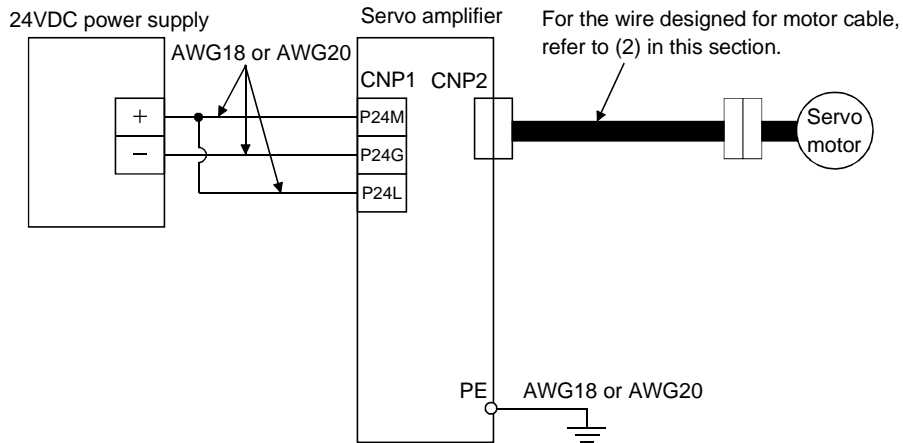 24VDC power supply
Servo amplifier
For the wire designed for motor cable,
refer to (2) in this section.
AWG18 or AWG20
CNP1
CNP2
+
P24M
−
P24G
P24L
Servo
motor
PE
AWG18 or AWG20